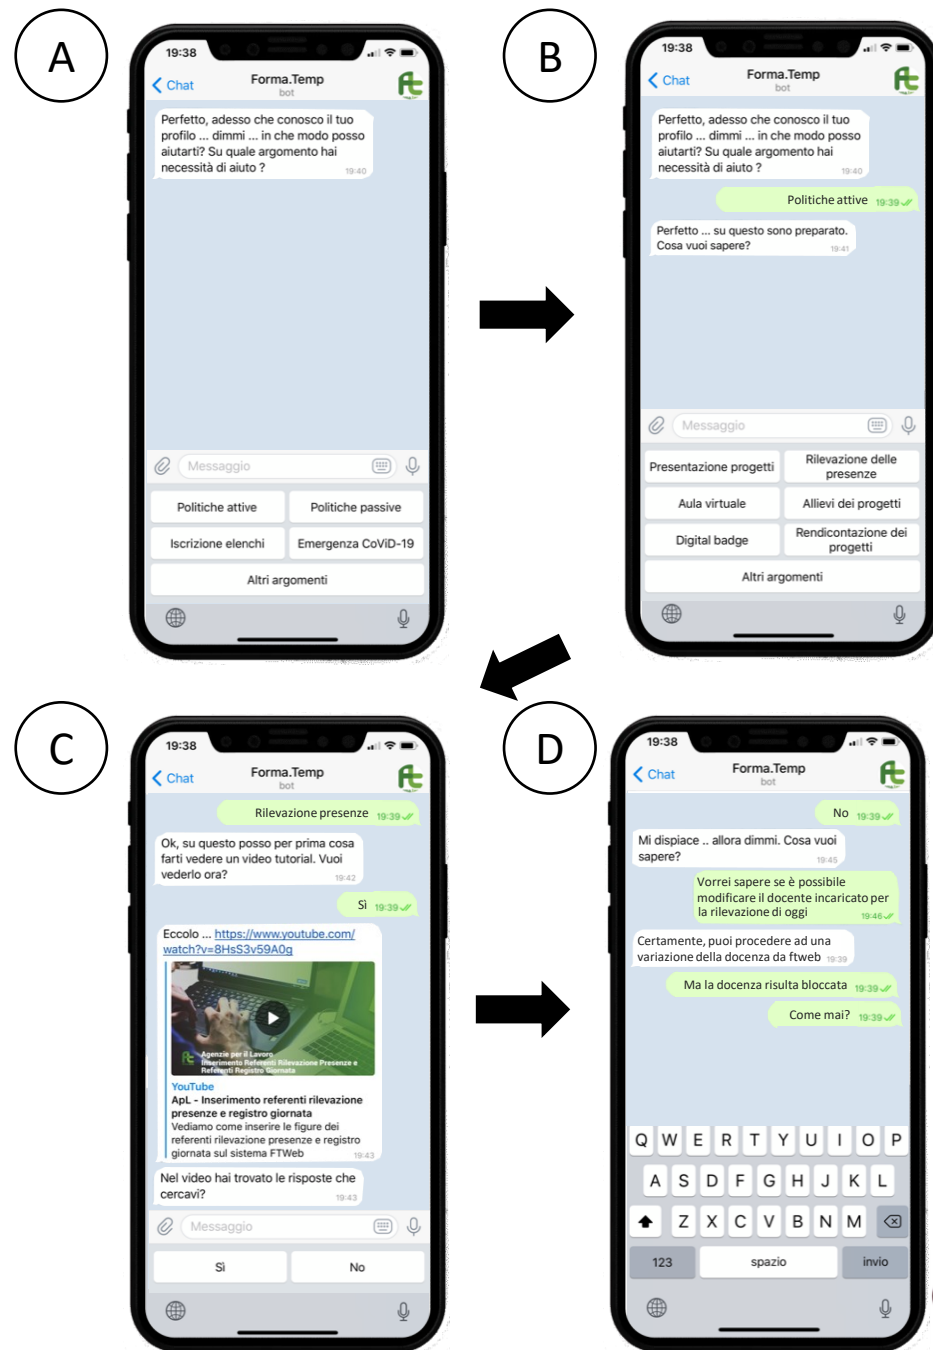 A
19:38
Chat
Forma.Temp
bot
Perfetto, adesso che conosco il tuo
profilo ... dimmi ... in che modo posso
aiutarti? Su quale argomento hai
necessità di aiuto ?
19:40
Messaggio
Politiche attive
Politiche passive
Iscrizione elenchi
Emergenza CoViD-19
Altri argomenti
B
19:38
Chat
Forma.Temp
bot
Perfetto, adesso che conosco il tuo
profilo ... dimmi ... in che modo posso
aiutarti? Su quale argomento hai
necessità di aiuto ?
19:40
Politiche attive 19:39
Perfetto ... su questo sono preparato.
Cosa vuoi sapere?
19:41
Messaggio
Presentazione progetti
Rilevazione delle
presenze
Aula virtuale
Allievi dei progetti
Digital badge
Rendicontazione dei
progetti
Altri argomenti
C
19:38
Chat
Forma.Temp
bot
Rilevazione presenze 19:39
Ok, su questo posso per prima cosa
farti vedere un video tutorial. Vuoi
vederlo ora?
19:42
Sì 19:39
Eccolo ... https://www.youtube.com/
watch?v=8HsS3v59A0g
Agenzie per il Lavoro
Inserimento Referenti Rilevazione Presenze e
Referenti Registro Giornata
YouTube
ApL - Inserimento referenti rilevazione
presenze e registro giornata
Vediamo come inserire le figure dei
referenti rilevazione presenze e registro
giornata sul sistema FTWeb
19:43
Nel video hai trovato le risposte che
cercavi?
19:43
Messaggio
Sì
No
D
19:38
Chat
Forma.Temp
bot
No 19:39
Mi dispiace .. allora dimmi. Cosa vuoi
sapere?
19:45
Vorrei sapere se è possibile
modificare il docente incaricato per
la rilevazione di oggi
19:46
Certamente, puoi procedere ad una
variazione della docenza da ftweb 19:39
Ma la docenza risulta bloccata 19:39
Come mai? 19:39
Q W E R T Y U I O P
A S D F G H J K L
Z X C V B N M
123
spazio
invio